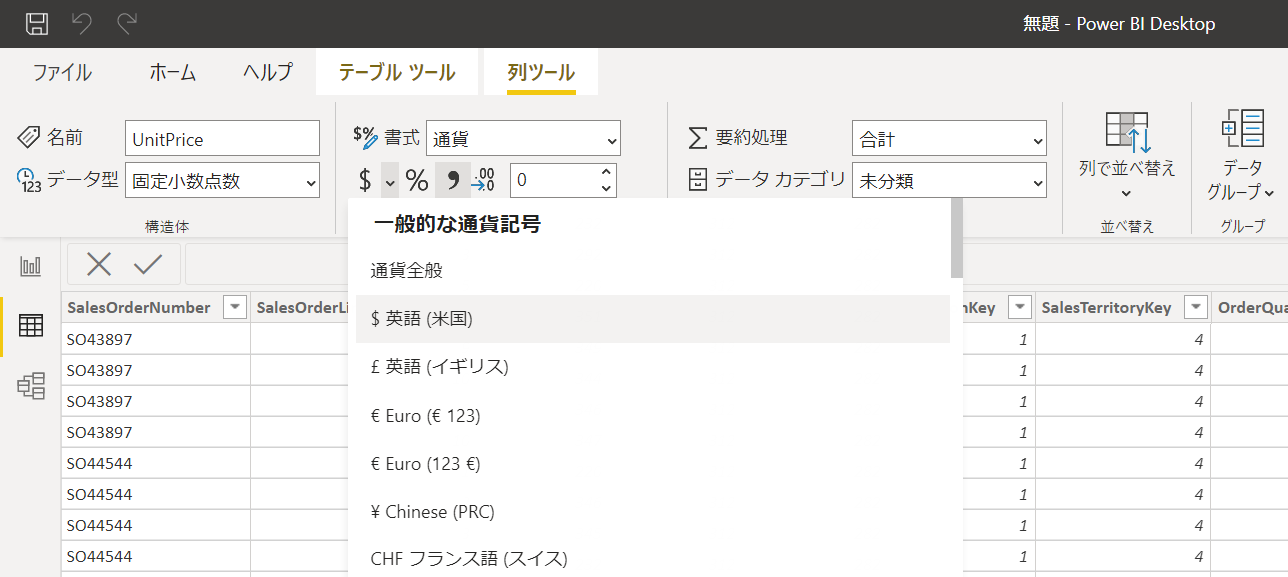 無題 - Power BI Desktop
ファイル ホーム ヘルプ テーブル ツール 列ツール
名前 UnitPrice $% 書式 通貨 Σ 要約処理 合計
123 データ型 固定小数点数 $ % , .00 0 データ カテゴリ 未分類
列で並べ替え
データ
グループ
構造体 並べ替え グループ
一般的な通貨記号
通貨全般
$ 英語 (米国)
£ 英語 (イギリス)
€ Euro (€ 123)
€ Euro (123 €)
¥ Chinese (PRC)
CHF フランス語 (スイス)
SalesOrderNumber SalesOrderLi nKey SalesTerritoryKey OrderQua
SO43897 1 4
SO43897 1 4
SO43897 1 4
SO43897 1 4
SO44544 1 4
SO44544 1 4
SO44544 1 4
SO44544 1 4